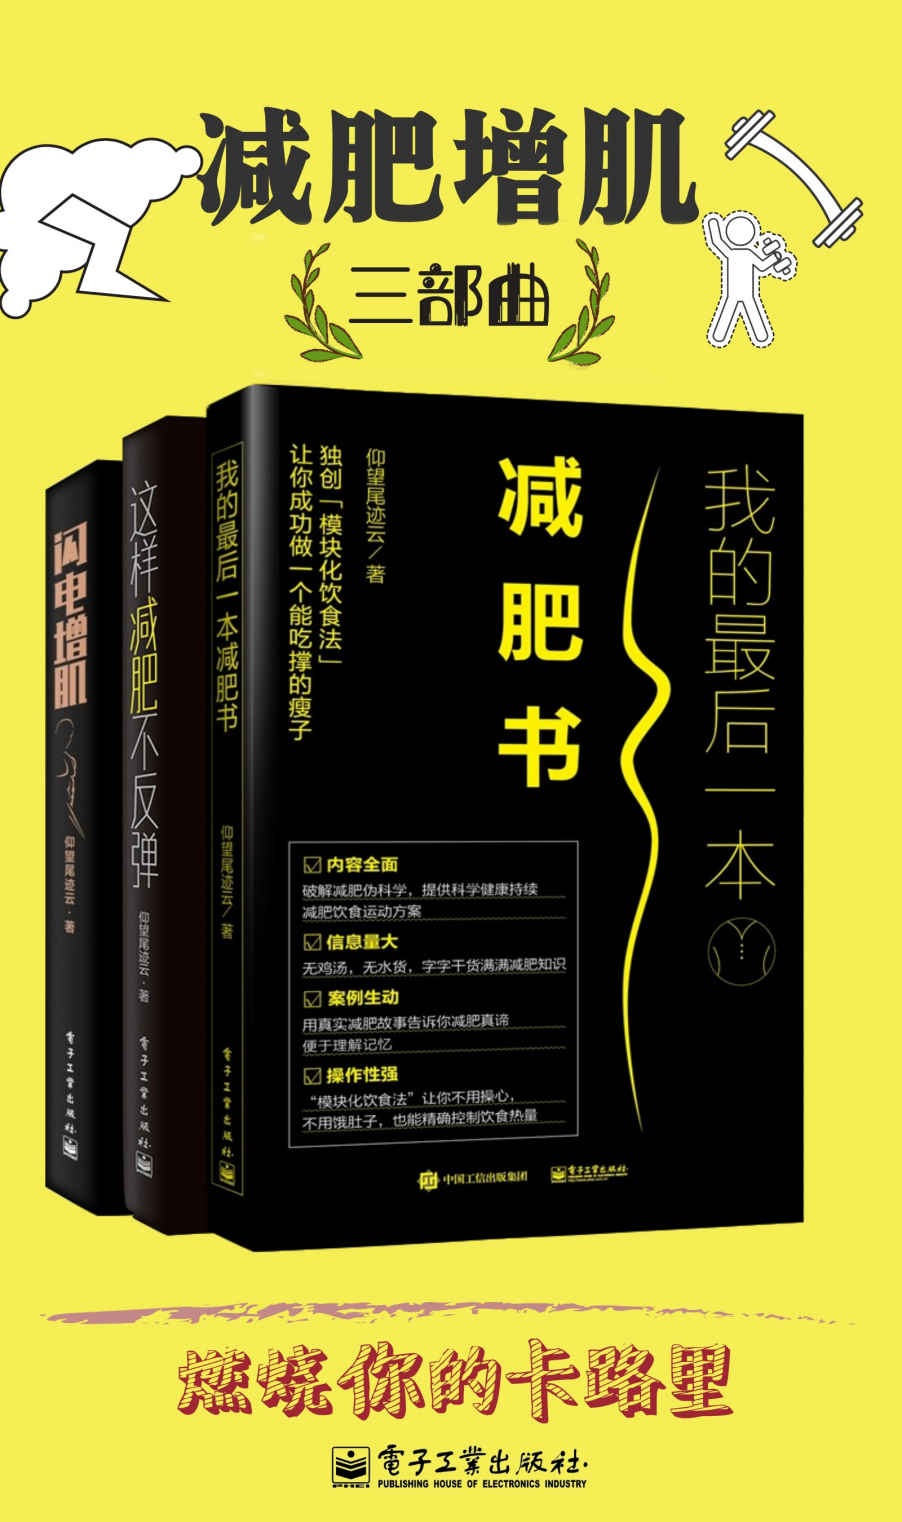 减肥增肌
三部曲
闪电增肌
仰望尾迹云·著
電子工業出版社·
这样减肥不反弹
仰望尾迹云·著
電子工業出版社·
我的最后一本减肥书
仰望尾迹云/著
電子工業出版社·
我的最后一本
减肥书
仰望尾迹云/著
独创「模块化饮食法」
让你成功做一个能吃撑的瘦子
内容全面
破解减肥伪科学，提供科学健康持续
减肥饮食运动方案
信息量大
无鸡汤，无水货，字字干货满满减肥知识
案例生动
用真实减肥故事告诉你减肥真谛
便于理解记忆
操作性强
“模块化饮食法”让你不用操心，
不用饿肚子，也能精确控制饮食热量
中国工信出版集团
電子工業出版社·
燃烧你的卡路里
電子工業出版社·
PUBLISHING HOUSE OF ELECTRONICS INDUSTRY